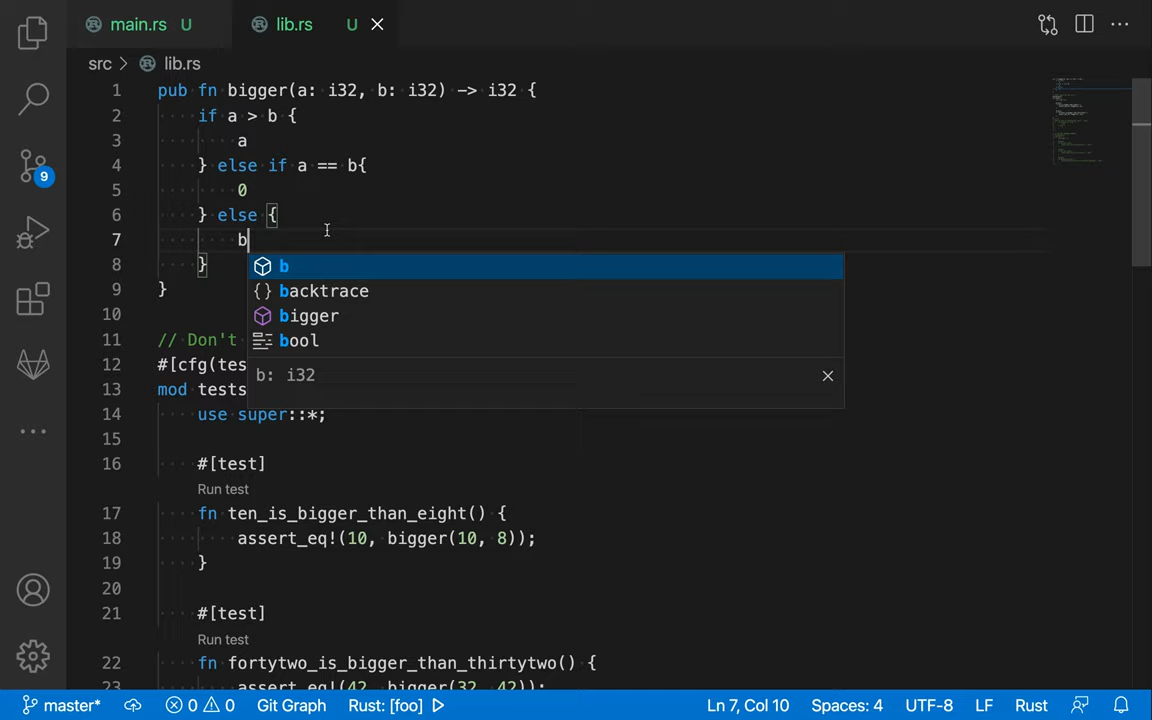 main.rs U lib.rs U
src > lib.rs
1 pub fn bigger(a: i32, b: i32) -> i32 {
2 if a > b {
3 a
4 } else if a == b{
5 0
6 } else {
7 b
8 }
9 }
10
11 // Don't
12 #[cfg(tes
13 mod tests
14 use super::*;
15
16 #[test]
Run test
17 fn ten_is_bigger_than_eight() {
18 assert_eq!(10, bigger(10, 8));
19 }
20
21 #[test]
Run test
22 fn fortytwo_is_bigger_than_thirtytwo() {
23 assert_eq!(42, bigger(32, 42));
b
{} backtrace
bigger
bool
b: i32
9
master* 0 0 Git Graph Rust: [foo] Ln 7, Col 10 Spaces: 4 UTF-8 LF Rust